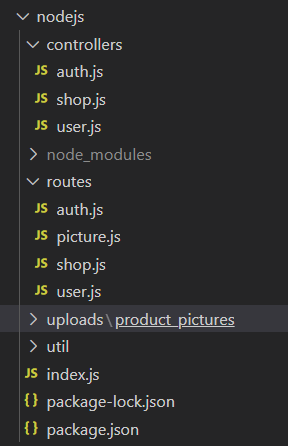 nodejs
controllers
JS auth.js
JS shop.js
JS user.js
node_modules
routes
JS auth.js
JS picture.js
JS shop.js
JS user.js
uploads\product_pictures
util
JS index.js
{} package-lock.json
{} package.json